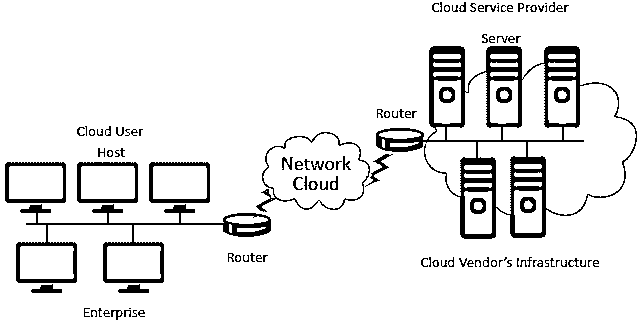 Cloud Service Provider
Server
Router
Cloud User
Host
Network
Cloud
Router
Cloud Vendor's Infrastructure
Enterprise